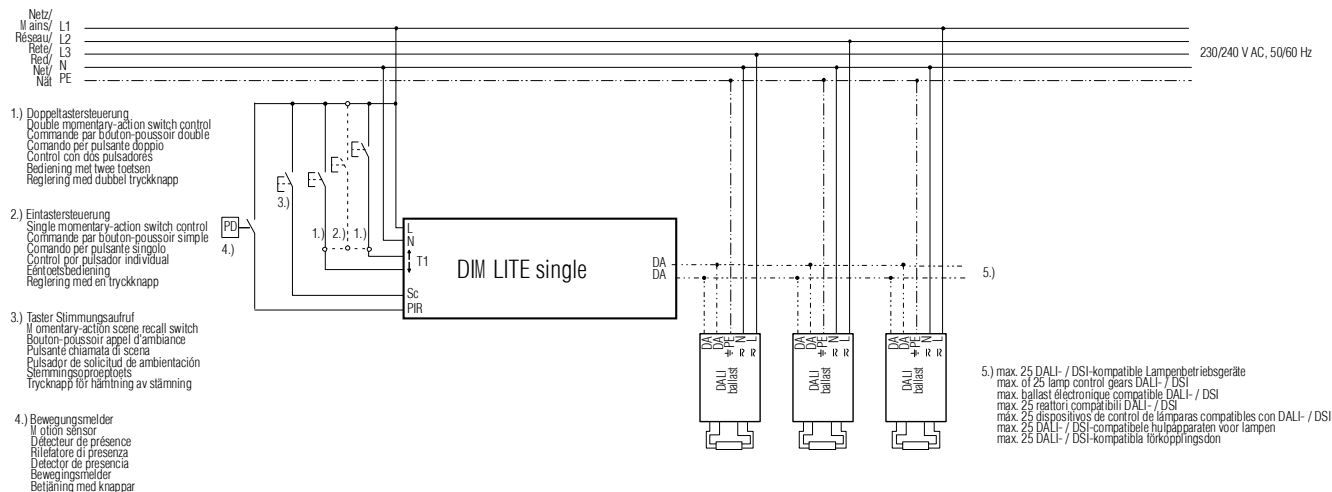 Netz/
Mains/ L1
Réseau/ L2
Rete/ L3
Red/
Net/ N
Nät PE
230/240 V AC, 50/60 Hz
1.) Doppeltastersteuerung
Double momentary-action switch control
Commande par bouton-poussoir double
Comando per pulsante doppio
Control con dos pulsadores
Bediening met twee toetsen
Reglering med dubbel tryckknapp
2.) Eintastersteuerung
Single momentary-action switch control
Commande par bouton-poussoir simple
Comando per pulsante singolo
Control por pulsador individual
Eéntoetsbediening
Reglering med en tryckknapp
3.) Taster Stimmungsaufruf
Momentary-action scene recall switch
Bouton-poussoir appel d'ambiance
Pulsante chiamata di scena
Pulsador de solicitud de ambientación
Stemmingsoproeptoets
Trycknapp för hämtning av stämning
4.) Bewegungsmelder
Motion sensor
Détecteur de présence
Rilefatore di presenza
Detector de presencia
Bewegingsmelder
Betjäning med knappar
PD
4.)
3.)
1.) 2.) 1.)
L
N
T1
Sc
PIR
DIM LITE single
DA
DA
5.)
DA DA PE N L
DALI
ballast
DA DA PE N L
DALI
ballast
DA DA PE N L
DALI
ballast
5.) max. 25 DALI- / DSI-kompatible Lampenbetriebsgeräte
max. of 25 lamp control gears DALI- / DSI
max. ballast électronique compatible DALI- / DSI
max. 25 reattori compatibili DALI- / DSI
max. 25 dispositivos de control de lámparas compatibles con DALI- / DSI
max. 25 DALI- / DSI-compatibele hulpapparaten voor lampen
max. 25 DALI- / DSI-kompatibla förkopplingsdon